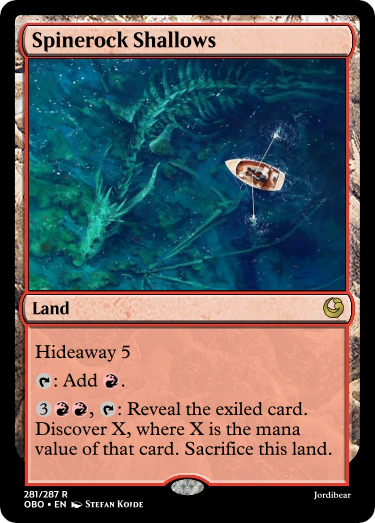 Spinerock Shallows
Land
Hideaway 5
: Add .
3 , : Reveal the exiled card.
Discover X, where X is the mana
value of that card. Sacrifice this land.
281/287 R
OBO • EN Stefan Koide
Jordibear